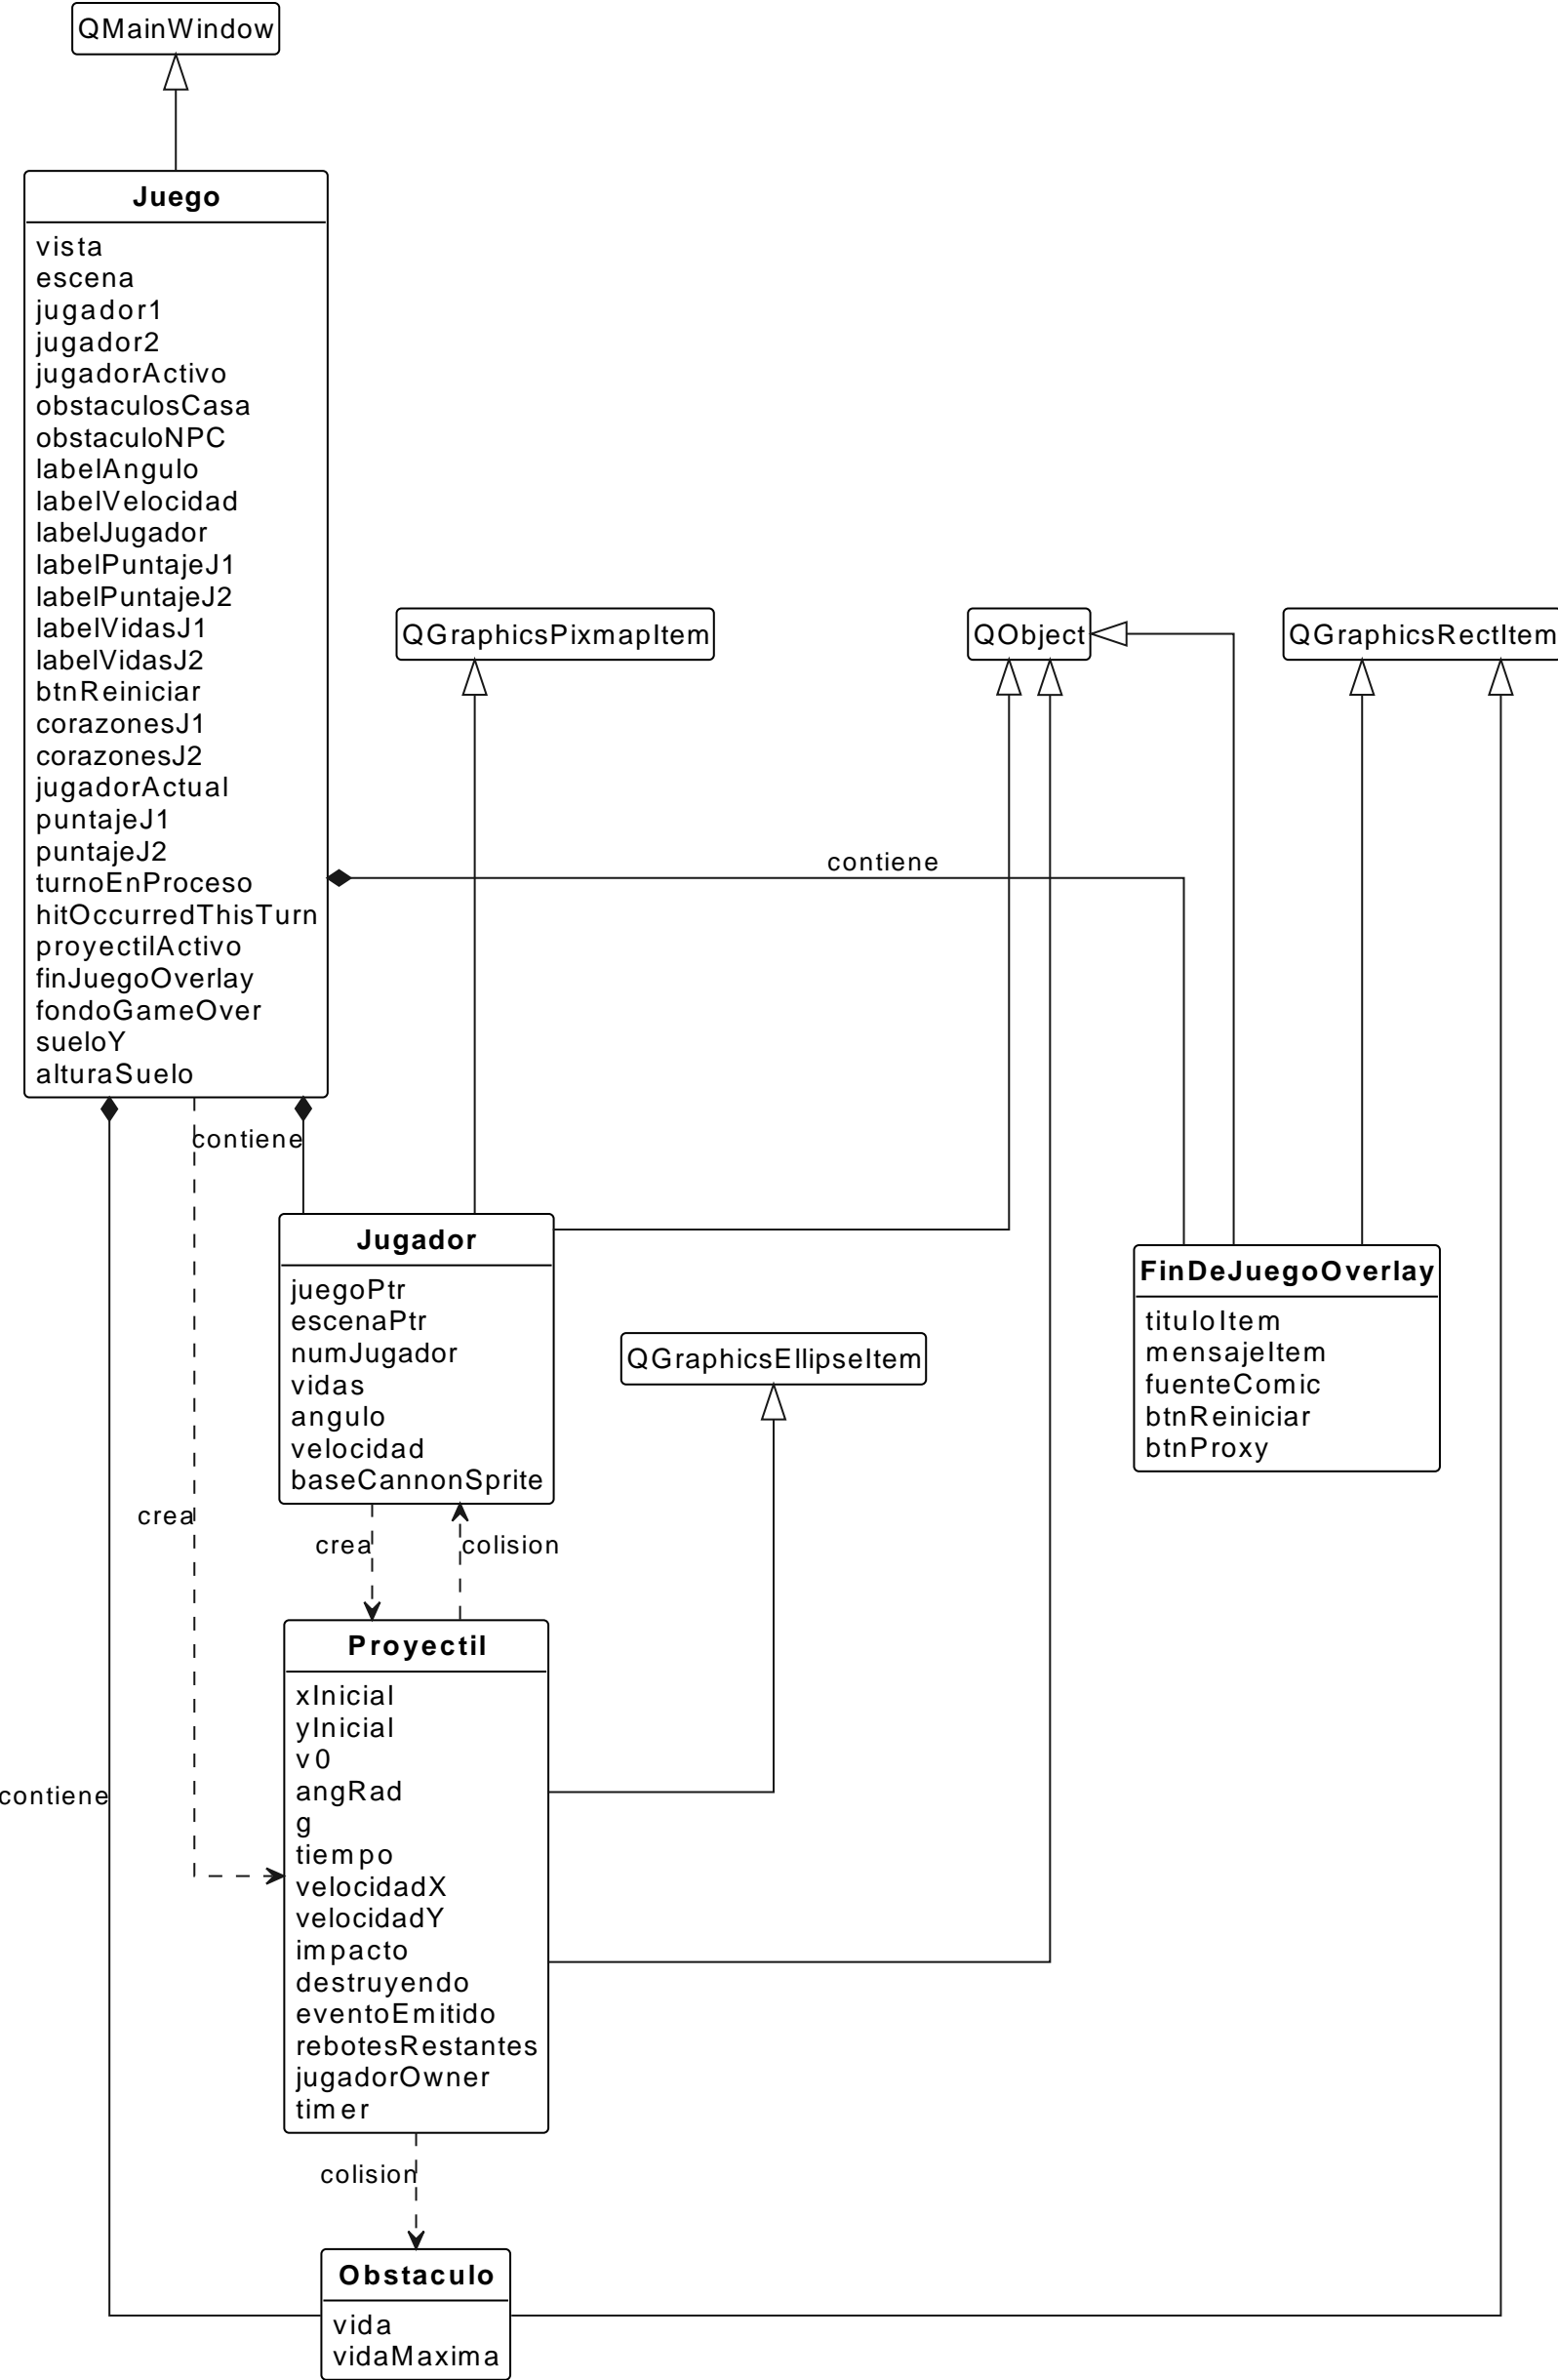 QMainWindow
Juego
vista
escena
jugador1
jugador2
jugadorActivo
obstaculosCasa
obstaculoNPC
labelAngulo
labelVelocidad
labelJugador
labelPuntajeJ1
labelPuntajeJ2
labelVidasJ1
labelVidasJ2
btnReiniciar
corazonesJ1
corazonesJ2
jugadorActual
puntajeJ1
puntajeJ2
turnoEnProceso
hitOccurredThisTurn
proyectilActivo
finJuegoOverlay
fondoGameOver
sueloY
alturaSuelo
QGraphicsPixmapItem
QObject
QGraphicsRectItem
contiene
contiene
Jugador
juegoPtr
escenaPtr
numJugador
vidas
angulo
velocidad
baseCannonSprite
QGraphicsEllipseItem
FinDeJuegoOverlay
tituloItem
mensajeItem
fuenteComic
btnReiniciar
btnProxy
crea
crea
colision
Proyectil
xInicial
yInicial
v0
angRad
g
tiempo
velocidadX
velocidadY
impacto
destruyendo
eventoEmitido
rebotesRestantes
jugadorOwner
timer
contiene
colision
Obstaculo
vida
vidaMaxima